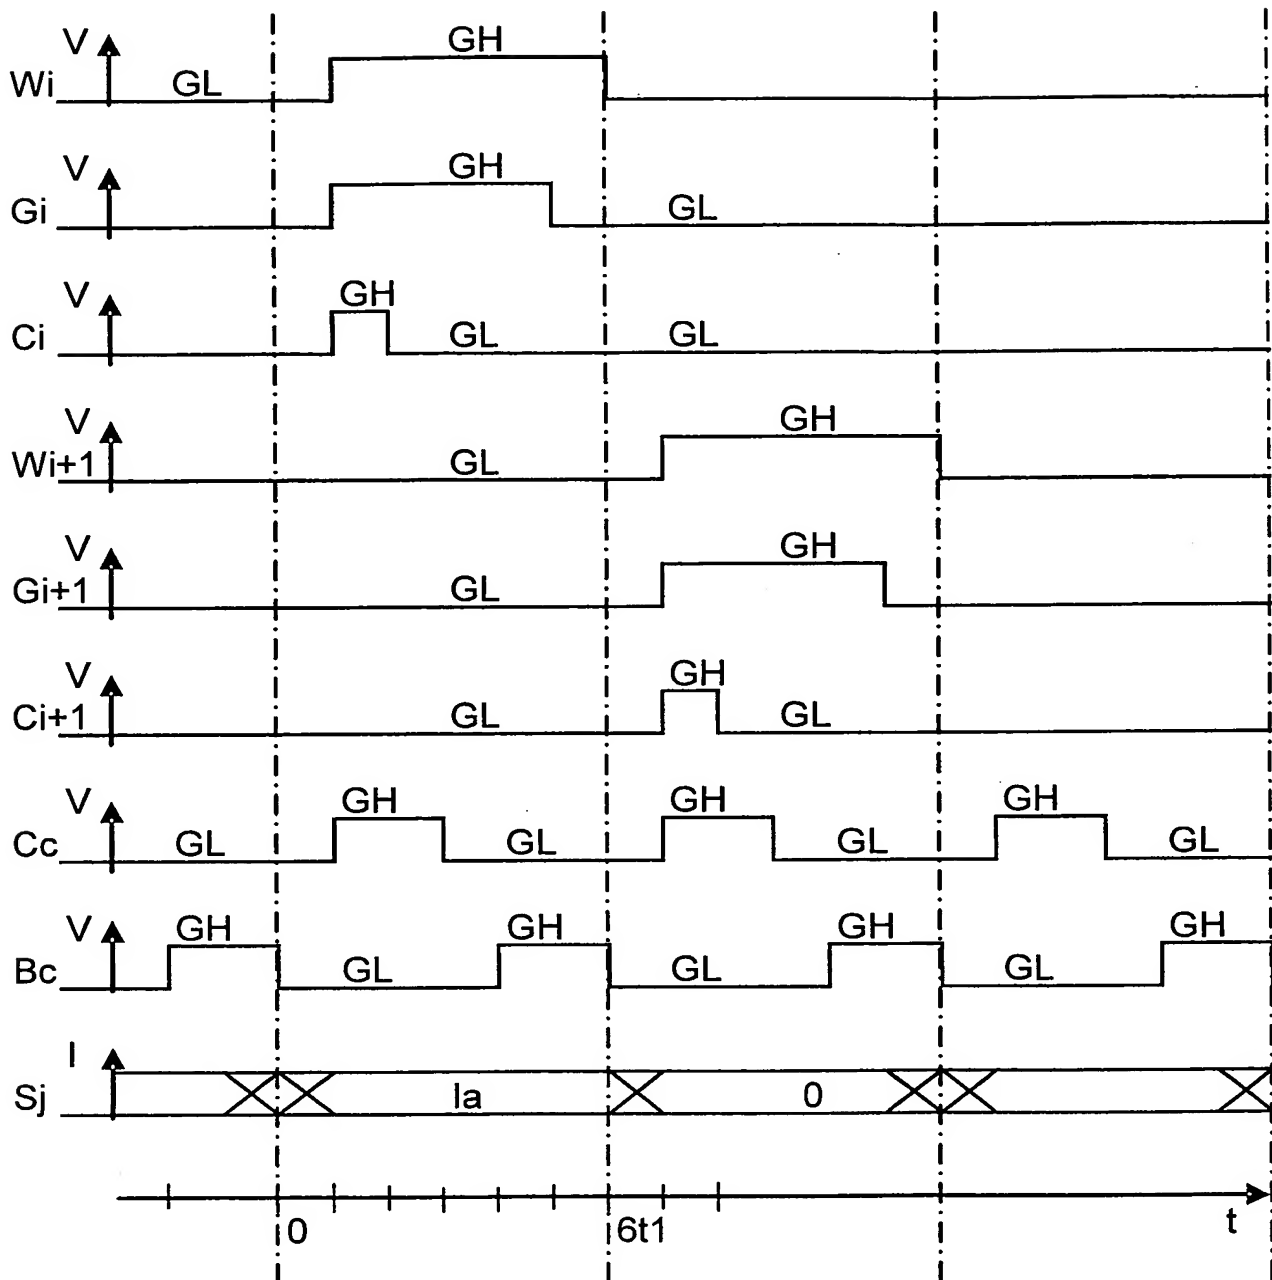 V GH
Wi GL
V GH
Gi GL
V GH
Ci GL GL
V GH
Wi+1 GL
V GH
Gi+1 GL
V GH
Ci+1 GL GL
V GH GH GH
Cc GL GL GL GL
V GH GH GH GH
Bc GL GL GL
I
Sj Ia 0
0 6t1 t